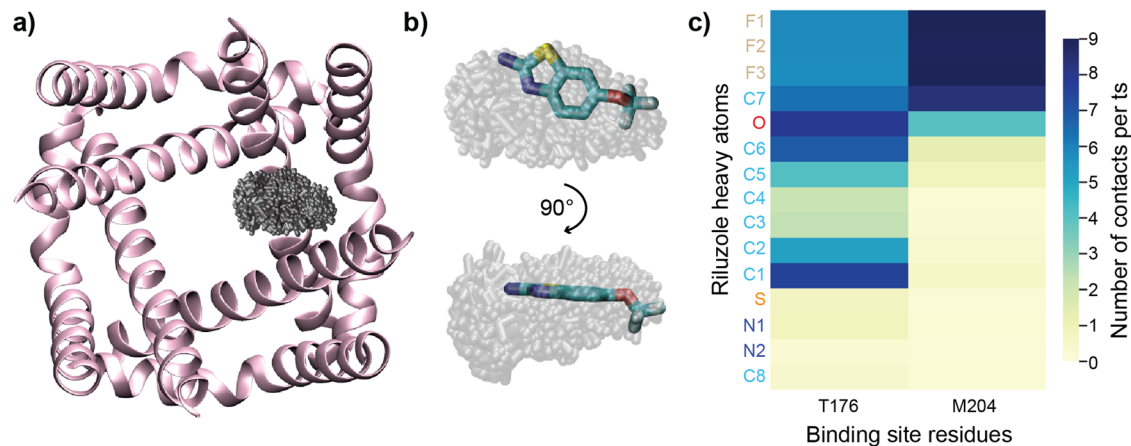 a)
b)
90°
c)
F1
F2
F3
C7
O
C6
C5
C4
C3
C2
C1
S
N1
N2
C8
Riluzole heavy atoms
T176 M204
Binding site residues
9
8
7
6
5
4
3
2
1
0
Number of contacts per ts